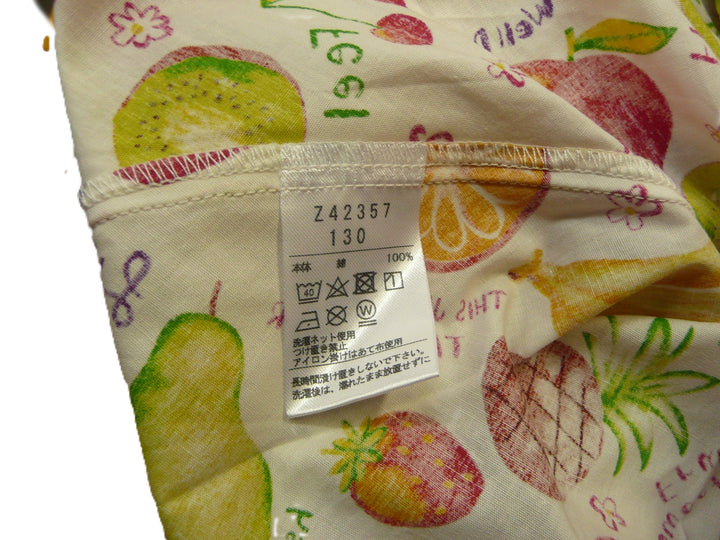 Z42357
130
本体 綿 100%
40
W
洗濯ネット使用
つけ置き禁止
アイロン掛けはあて布使用
長時間漬け置きしないで下さい。
洗濯後は、濡れたまま放置せずに
THIS